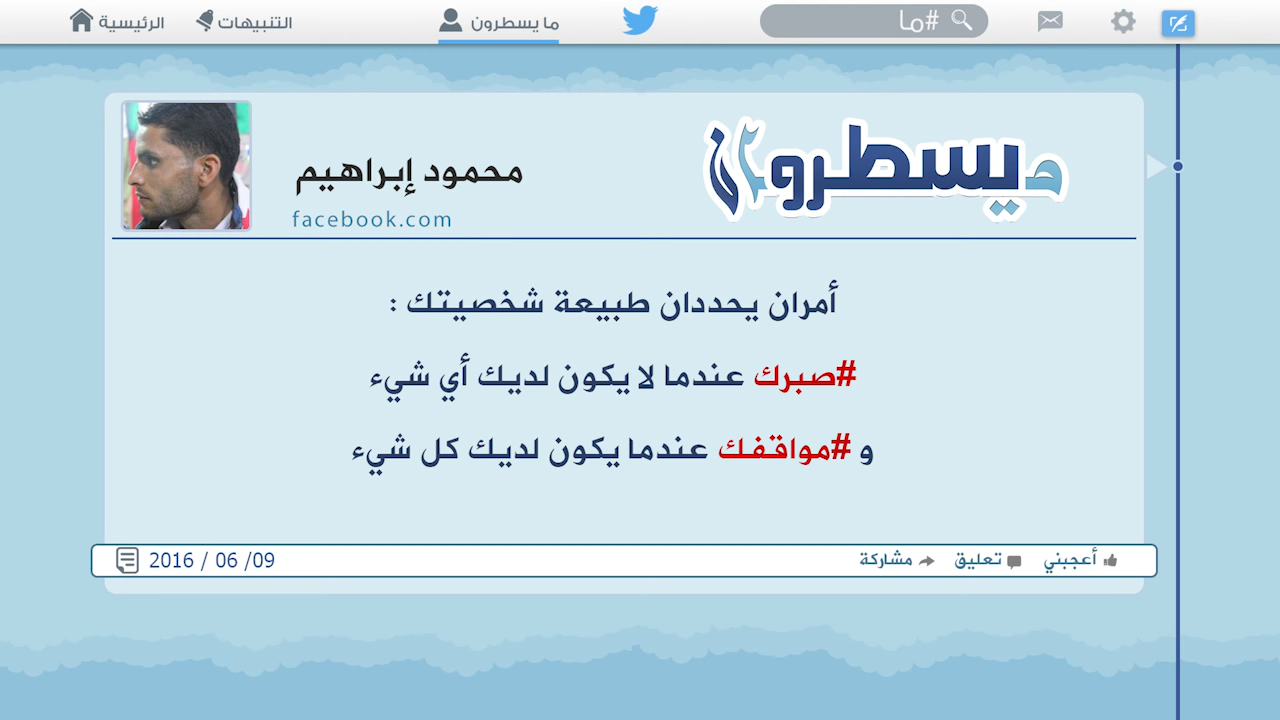 #ما
ما يسطرون
التنبيهات
الرئيسية
يسطرون
محمود إبراهيم
facebook.com
أمران يحددان طبيعة شخصيتك :
#صبرك عندما لا يكون لديك أي شيء
و #مواقفك عندما يكون لديك كل شيء
أعجبني تعليق مشاركة
2016 / 06 /09